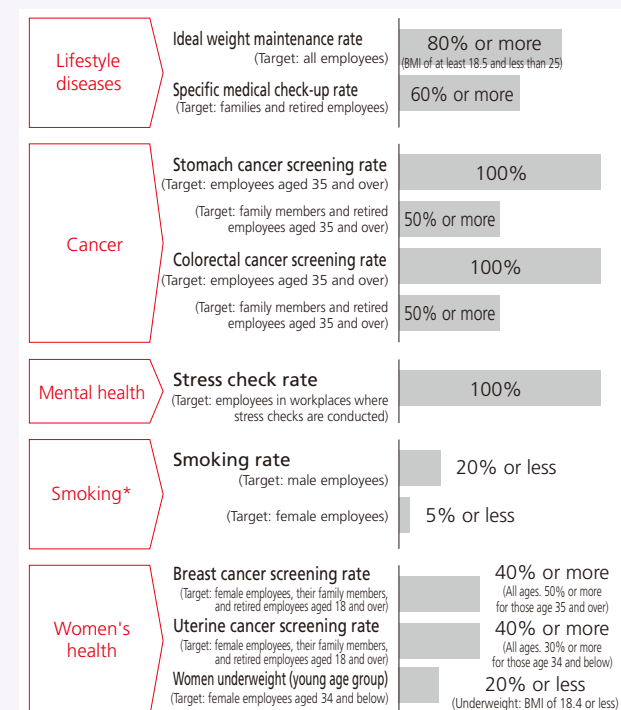 Lifestyle
diseases
Ideal weight maintenance rate
(Target: all employees)
80% or more
(BMI of at least 18.5 and less than 25)
Specific medical check-up rate
(Target: families and retired employees)
60% or more
Cancer
Stomach cancer screening rate
(Target: employees aged 35 and over)
100%
(Target: family members and retired
employees aged 35 and over)
50% or more
Colorectal cancer screening rate
(Target: employees aged 35 and over)
100%
(Target: family members and retired
employees aged 35 and over)
50% or more
Mental health
Stress check rate
(Target: employees in workplaces where
stress checks are conducted)
100%
Smoking*
Smoking rate
(Target: male employees)
20% or less
(Target: female employees)
5% or less
Women's
health
Breast cancer screening rate
(Target: female employees, their family members,
and retired employees aged 18 and over)
40% or more
(All ages. 50% or more
for those age 35 and over)
Uterine cancer screening rate
(Target: female employees, their family members,
and retired employees aged 18 and over)
40% or more
(All ages. 30% or more
for those age 34 and below)
Women underweight (young age group)
(Target: female employees aged 34 and below)
20% or less
(Underweight: BMI of 18.4 or less)